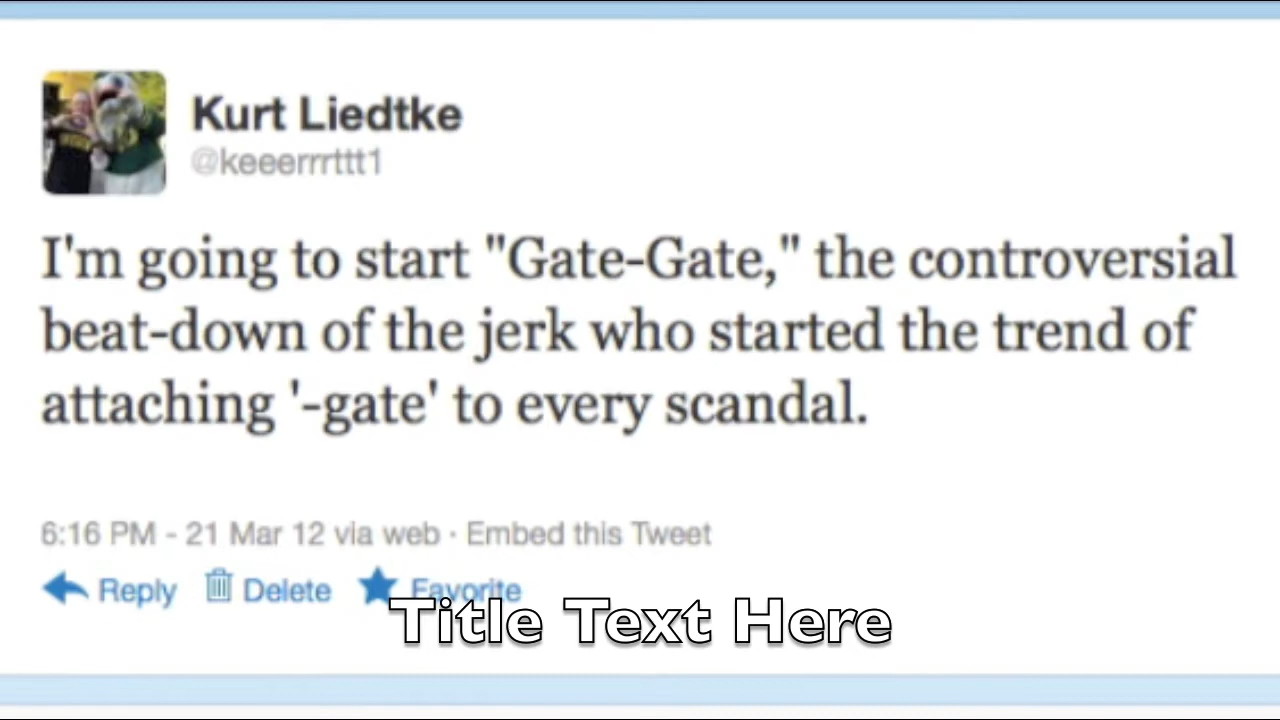 Kurt Liedtke
@keeerrrttt1
I'm going to start "Gate-Gate," the controversial
beat-down of the jerk who started the trend of
attaching '-gate' to every scandal.
6:16 PM - 21 Mar 12 via web · Embed this Tweet
Reply Delete Favorite
Title Text Here